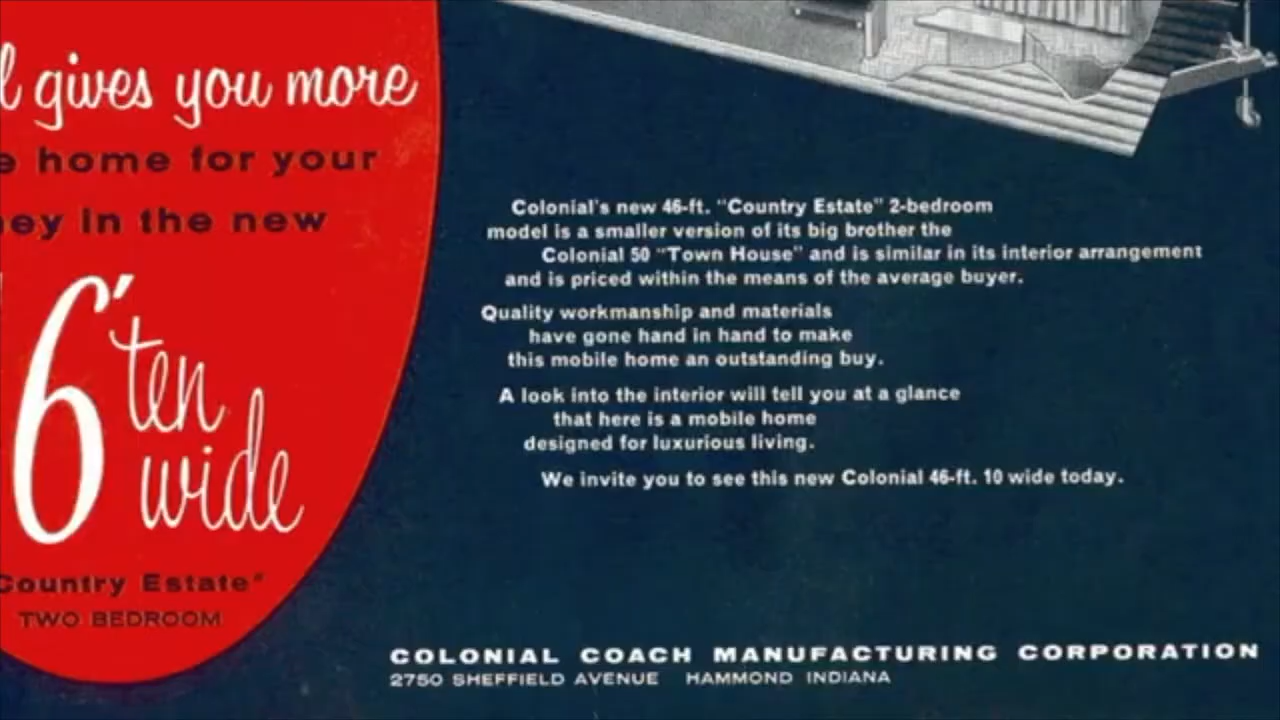 gives you more
home for your
in the new
6' ten
wide
Country Estate"
TWO BEDROOM
Colonial's new 46-ft. "Country Estate" 2-bedroom
model is a smaller version of its big brother the
Colonial 50 "Town House" and is similar in its interior arrangement
and is priced within the means of the average buyer.
Quality workmanship and materials
have gone hand in hand to make
this mobile home an outstanding buy.
A look into the interior will tell you at a glance
that here is a mobile home
designed for luxurious living.
We invite you to see this new Colonial 46-ft. 10 wide today.
COLONIAL COACH MANUFACTURING CORPORATION
2750 SHEFFIELD AVENUE HAMMOND INDIANA